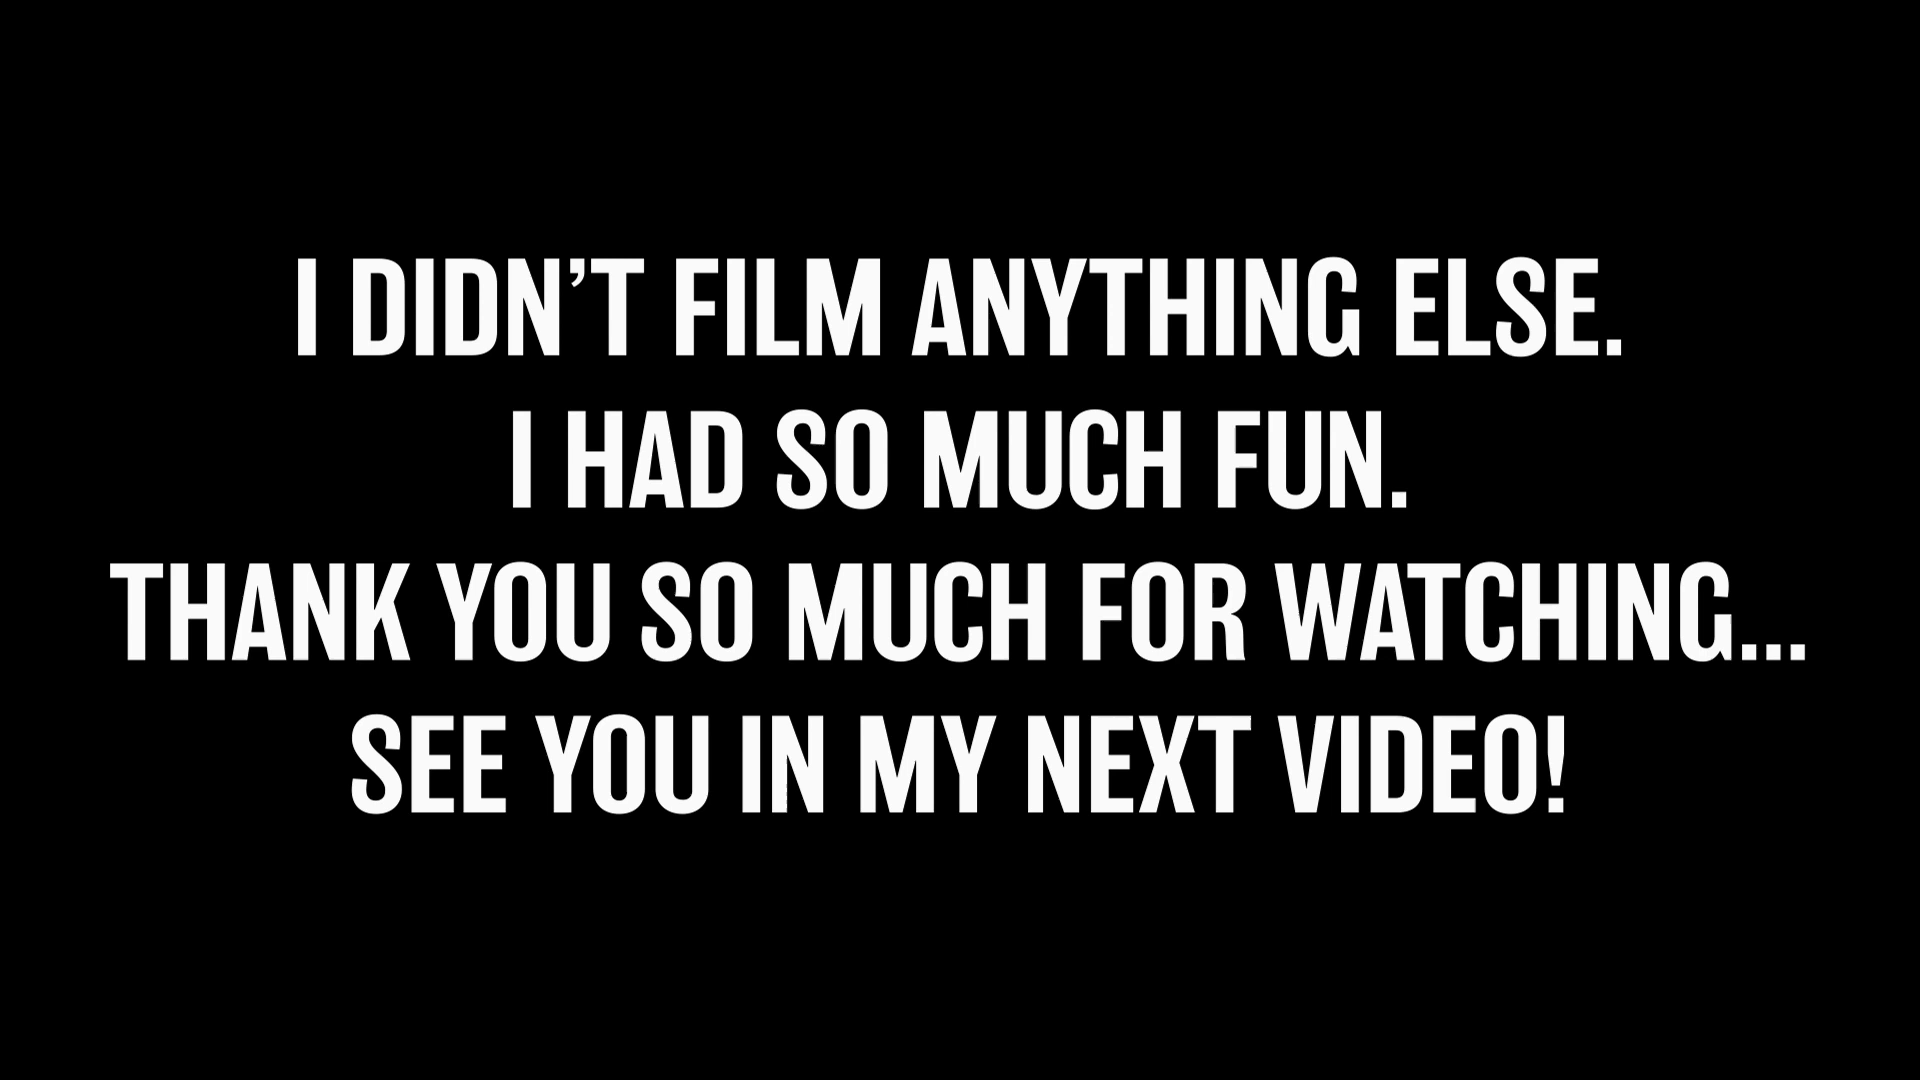 I DIDN’T FILM ANYTHING ELSE.
I HAD SO MUCH FUN.
THANK YOU SO MUCH FOR WATCHING...
SEE YOU IN MY NEXT VIDEO!